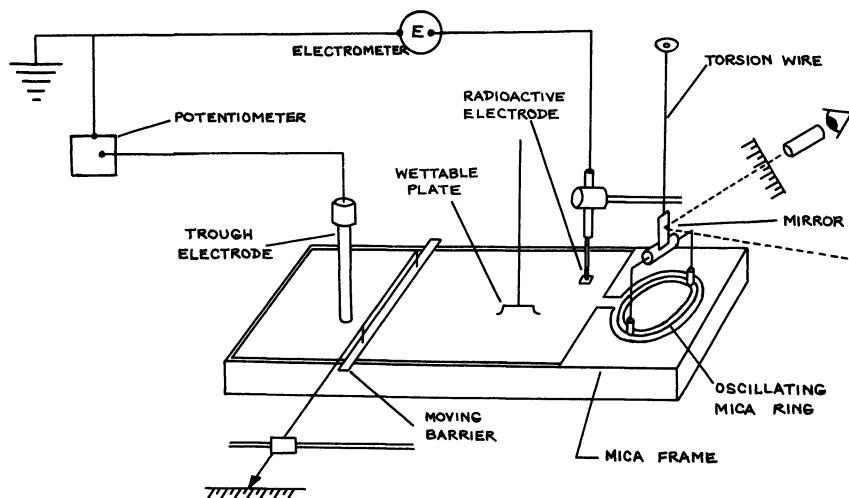 E
ELECTROMETER
TORSION WIRE
RADIOACTIVE
ELECTRODE
POTENTIOMETER
WETTABLE
PLATE
MIRROR
TROUGH
ELECTRODE
OSCILLATING
MICA RING
MOVING
BARRIER
MICA FRAME